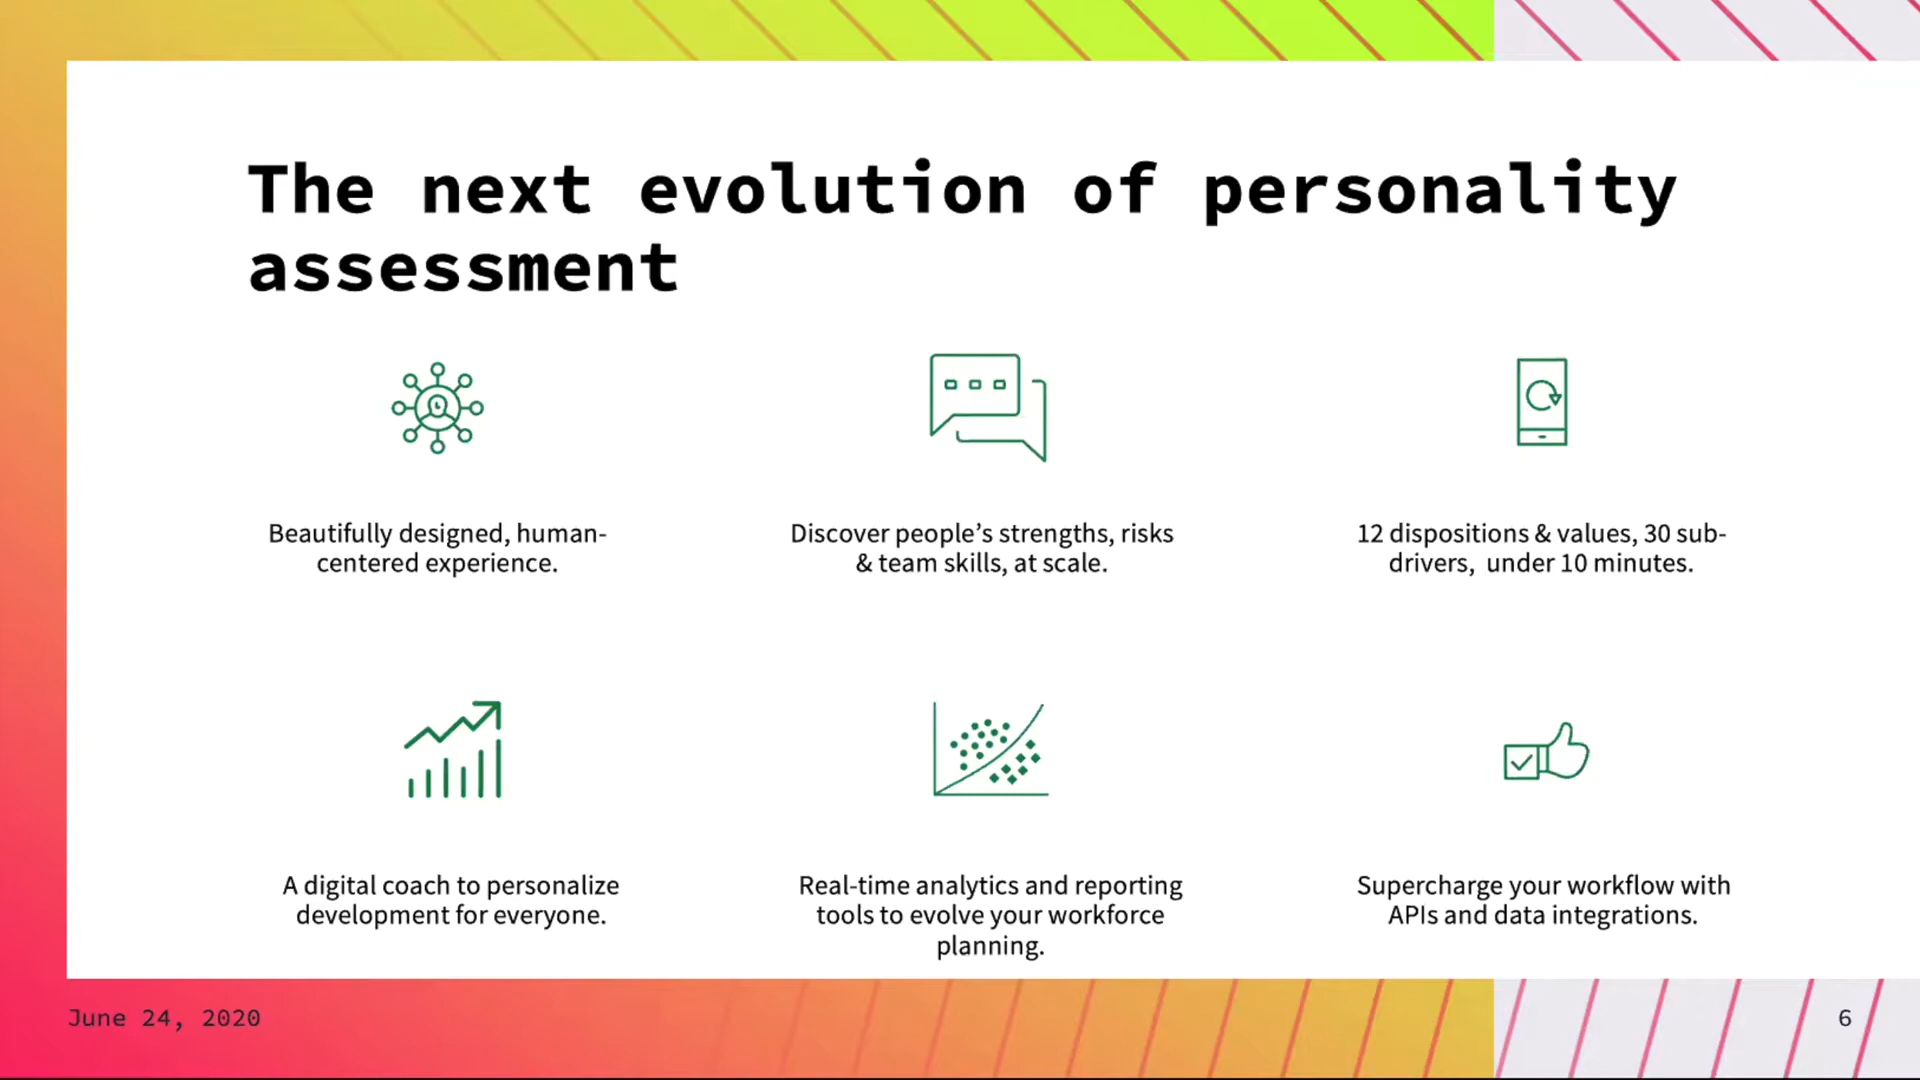 The next evolution of personality
assessment
Beautifully designed, human-
centered experience.
Discover people’s strengths, risks
& team skills, at scale.
12 dispositions & values, 30 sub-
drivers,  under 10 minutes.
A digital coach to personalize
development for everyone.
Real-time analytics and reporting
tools to evolve your workforce
planning.
Supercharge your workflow with
APIs and data integrations.
June 24, 2020
6